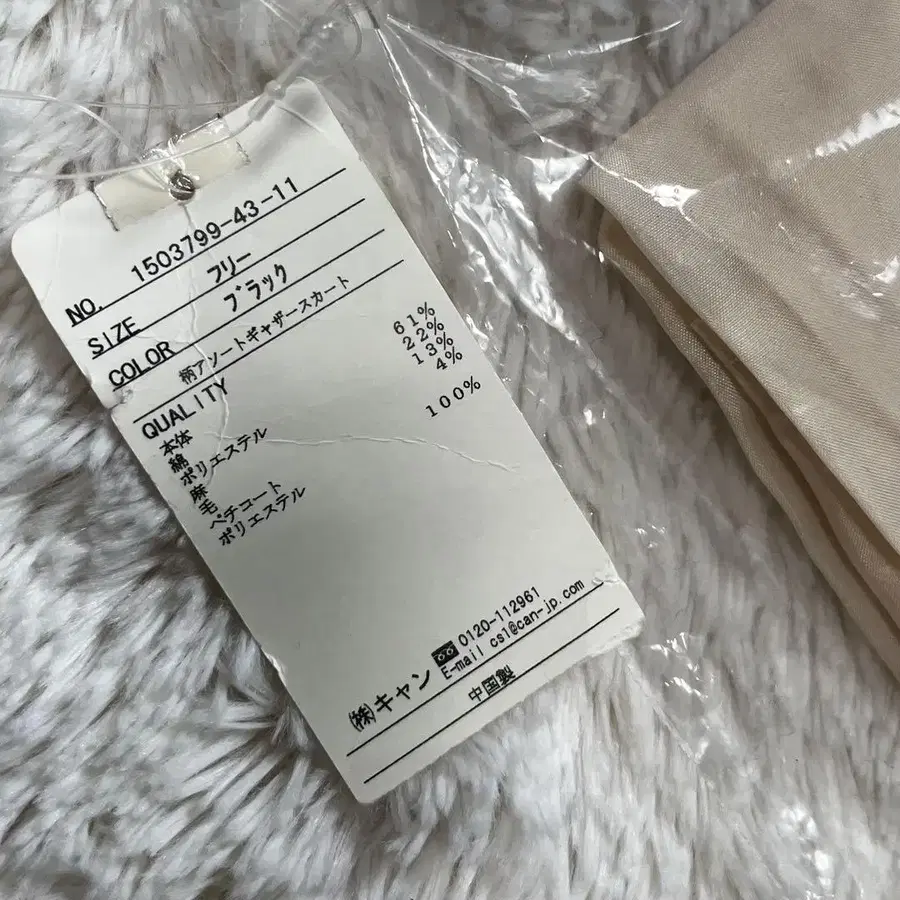 NO. 1503799-43-11
SIZE フリー
COLOR ブラック
柄アソートギャザースカート
QUALITY
本体
綿 61%
ポリエステル 22%
麻 13%
毛 4%
ペチコート
ポリエステル 100%
㈱キャン 0120-112961
E-mail cs1@can-jp.com
中国製